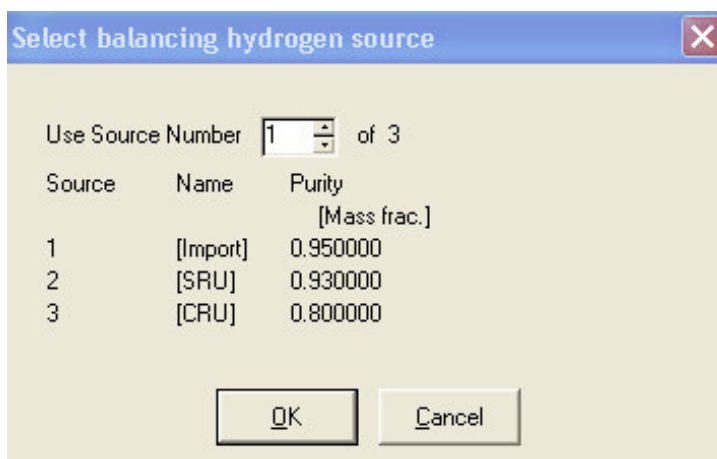 Select balancing hydrogen source
Use Source Number 1 of 3
Source Name Purity
[Mass frac.]
1 [Import] 0.950000
2 [SRU] 0.930000
3 [CRU] 0.800000
OK Cancel